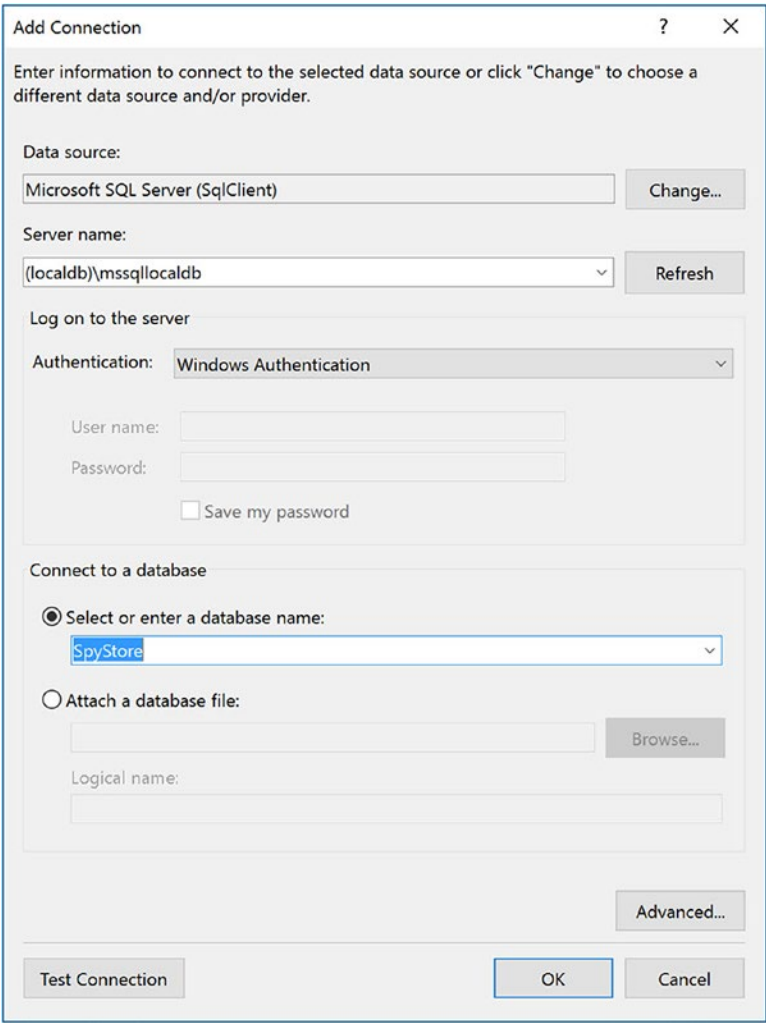 Add Connection ? ×
Enter information to connect to the selected data source or click "Change" to choose a
different data source and/or provider.
Data source:
Microsoft SQL Server (SqlClient) Change...
Server name:
(localdb)\mssqllocaldb Refresh
Log on to the server
Authentication: Windows Authentication
User name:
Password:
Save my password
Connect to a database
Select or enter a database name:
SpyStore
Attach a database file:
Browse...
Logical name:
Advanced...
Test Connection OK Cancel